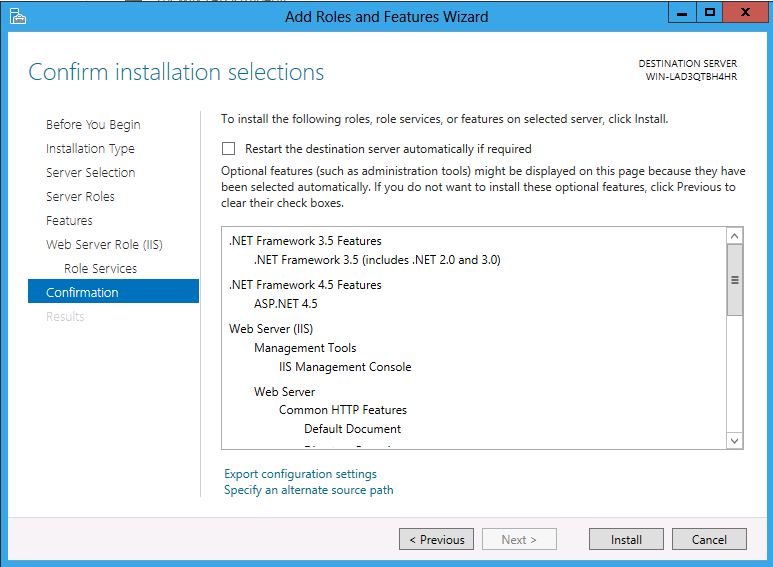 Add Roles and Features Wizard
Confirm installation selections
DESTINATION SERVER
WIN-LAD3QTBH4HR
Before You Begin
Installation Type
Server Selection
Server Roles
Features
Web Server Role (IIS)
Role Services
Confirmation
Results
To install the following roles, role services, or features on selected server, click Install.
Restart the destination server automatically if required
Optional features (such as administration tools) might be displayed on this page because they have
been selected automatically. If you do not want to install these optional features, click Previous to
clear their check boxes.
.NET Framework 3.5 Features
.NET Framework 3.5 (includes .NET 2.0 and 3.0)
.NET Framework 4.5 Features
ASP.NET 4.5
Web Server (IIS)
Management Tools
IIS Management Console
Web Server
Common HTTP Features
Default Document
Export configuration settings
Specify an alternate source path
< Previous
Next >
Install
Cancel